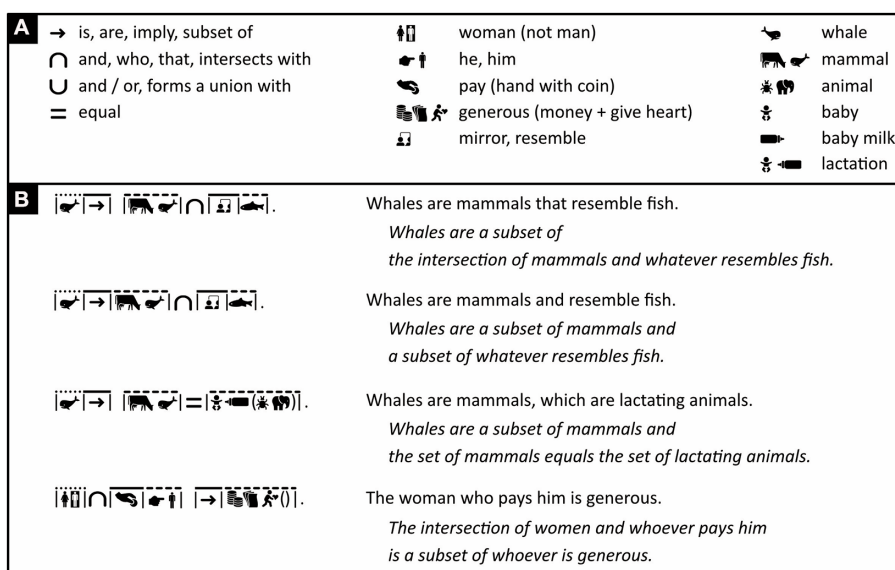 A
→ is, are, imply, subset of
∩ and, who, that, intersects with
∪ and / or, forms a union with
= equal
woman (not man)
he, him
pay (hand with coin)
generous (money + give heart)
mirror, resemble
whale
mammal
animal
baby
baby milk
lactation
B
Whales are mammals that resemble fish.
Whales are a subset of
the intersection of mammals and whatever resembles fish.
Whales are mammals and resemble fish.
Whales are a subset of mammals and
a subset of whatever resembles fish.
Whales are mammals, which are lactating animals.
Whales are a subset of mammals and
the set of mammals equals the set of lactating animals.
The woman who pays him is generous.
The intersection of women and whoever pays him
is a subset of whoever is generous.